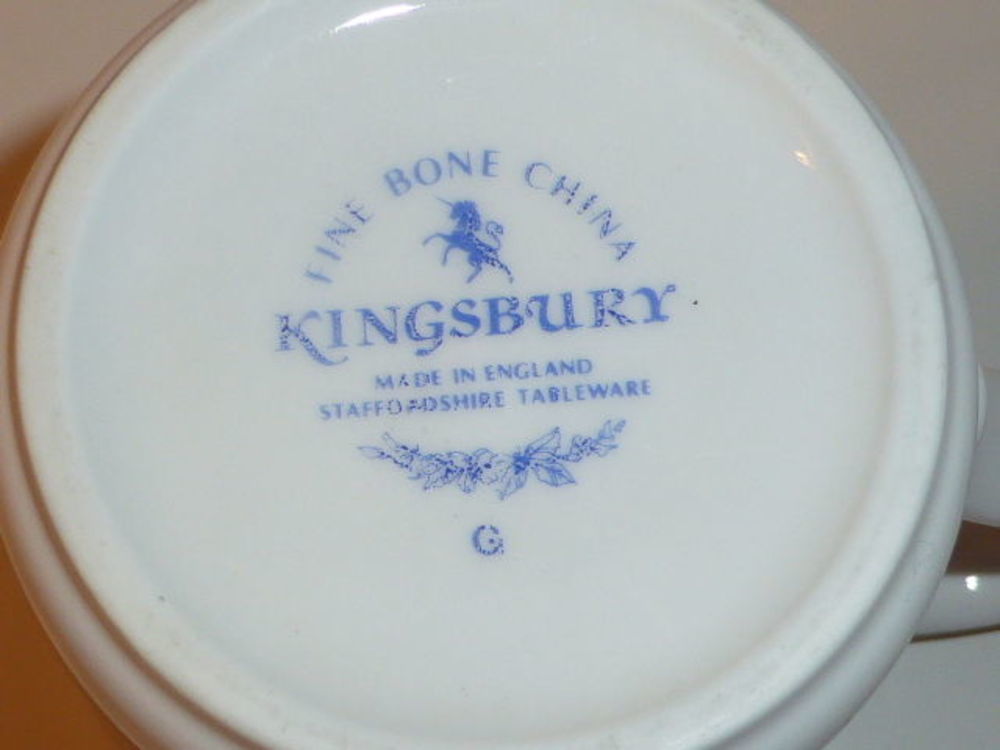 FINE BONE CHINA
KINGSBURY
MADE IN ENGLAND
STAFFORDSHIRE TABLEWARE
G